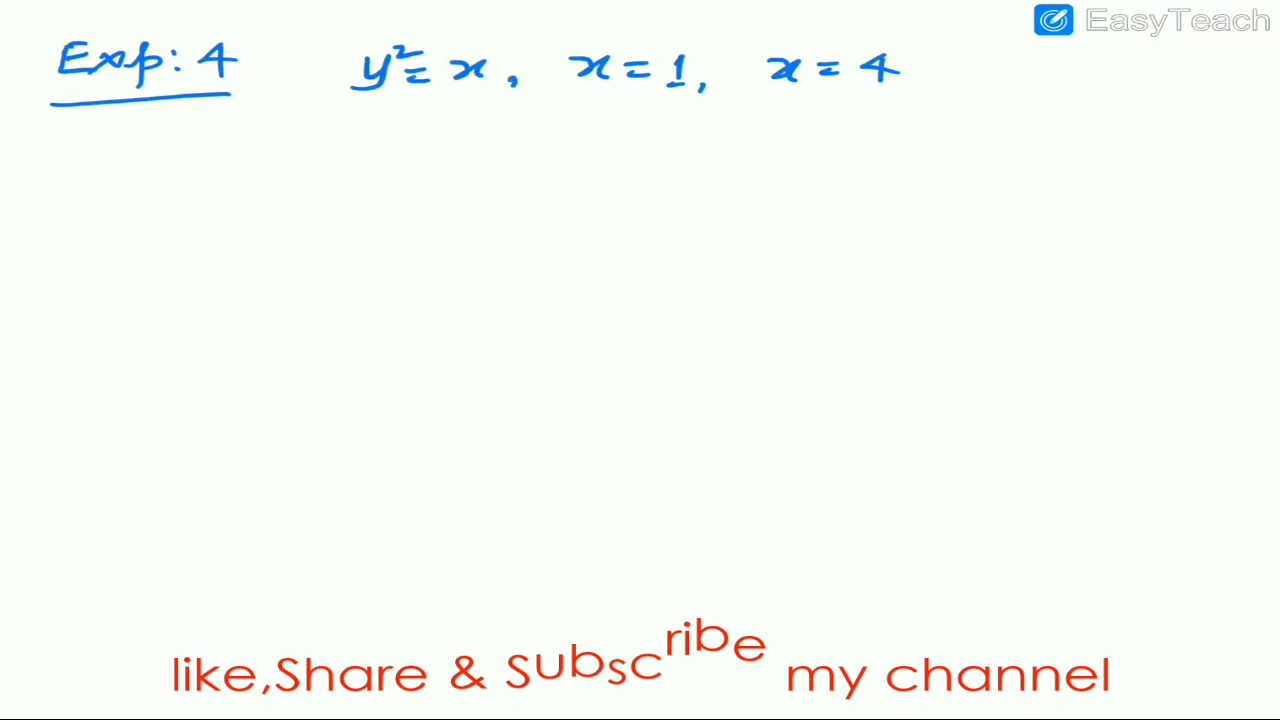 EasyTeach
Exp: 4 y² = x, x = 1, x = 4
like,Share & subscribe my channel